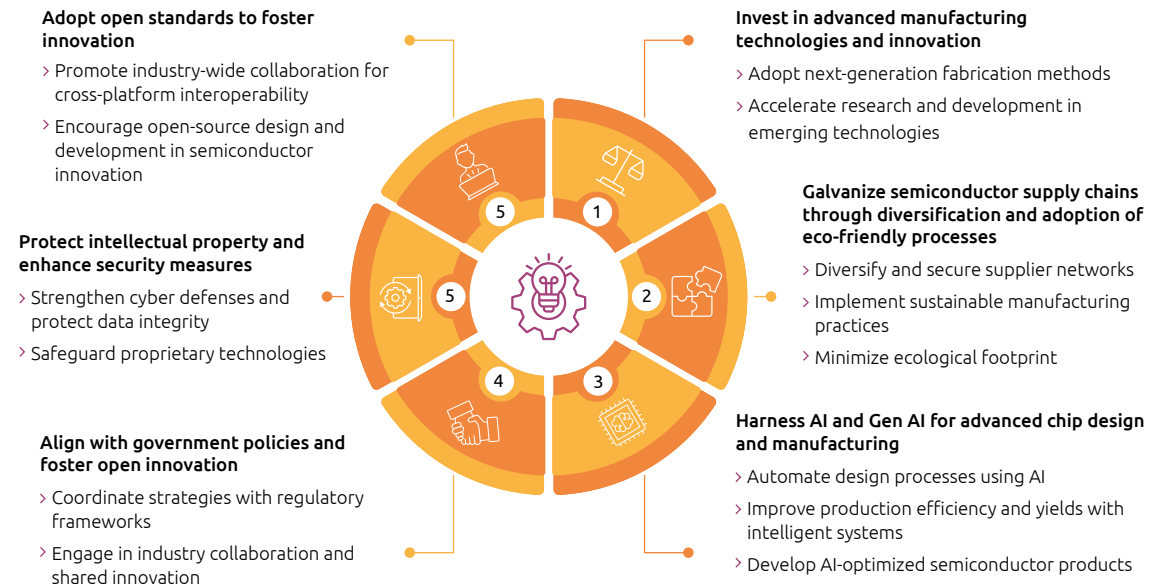 Adopt open standards to foster
innovation
> Promote industry-wide collaboration for
cross-platform interoperability
> Encourage open-source design and
development in semiconductor
innovation
Protect intellectual property and
enhance security measures
> Strengthen cyber defenses and
protect data integrity
> Safeguard proprietary technologies
Align with government policies and
foster open innovation
> Coordinate strategies with regulatory
frameworks
> Engage in industry collaboration and
shared innovation
5
1
5
2
4
3
Invest in advanced manufacturing
technologies and innovation
> Adopt next-generation fabrication methods
> Accelerate research and development in
emerging technologies
Galvanize semiconductor supply chains
through diversification and adoption of
eco-friendly processes
> Diversify and secure supplier networks
> Implement sustainable manufacturing
practices
> Minimize ecological footprint
Harness AI and Gen AI for advanced chip design
and manufacturing
> Automate design processes using AI
> Improve production efficiency and yields with
intelligent systems
> Develop AI-optimized semiconductor products